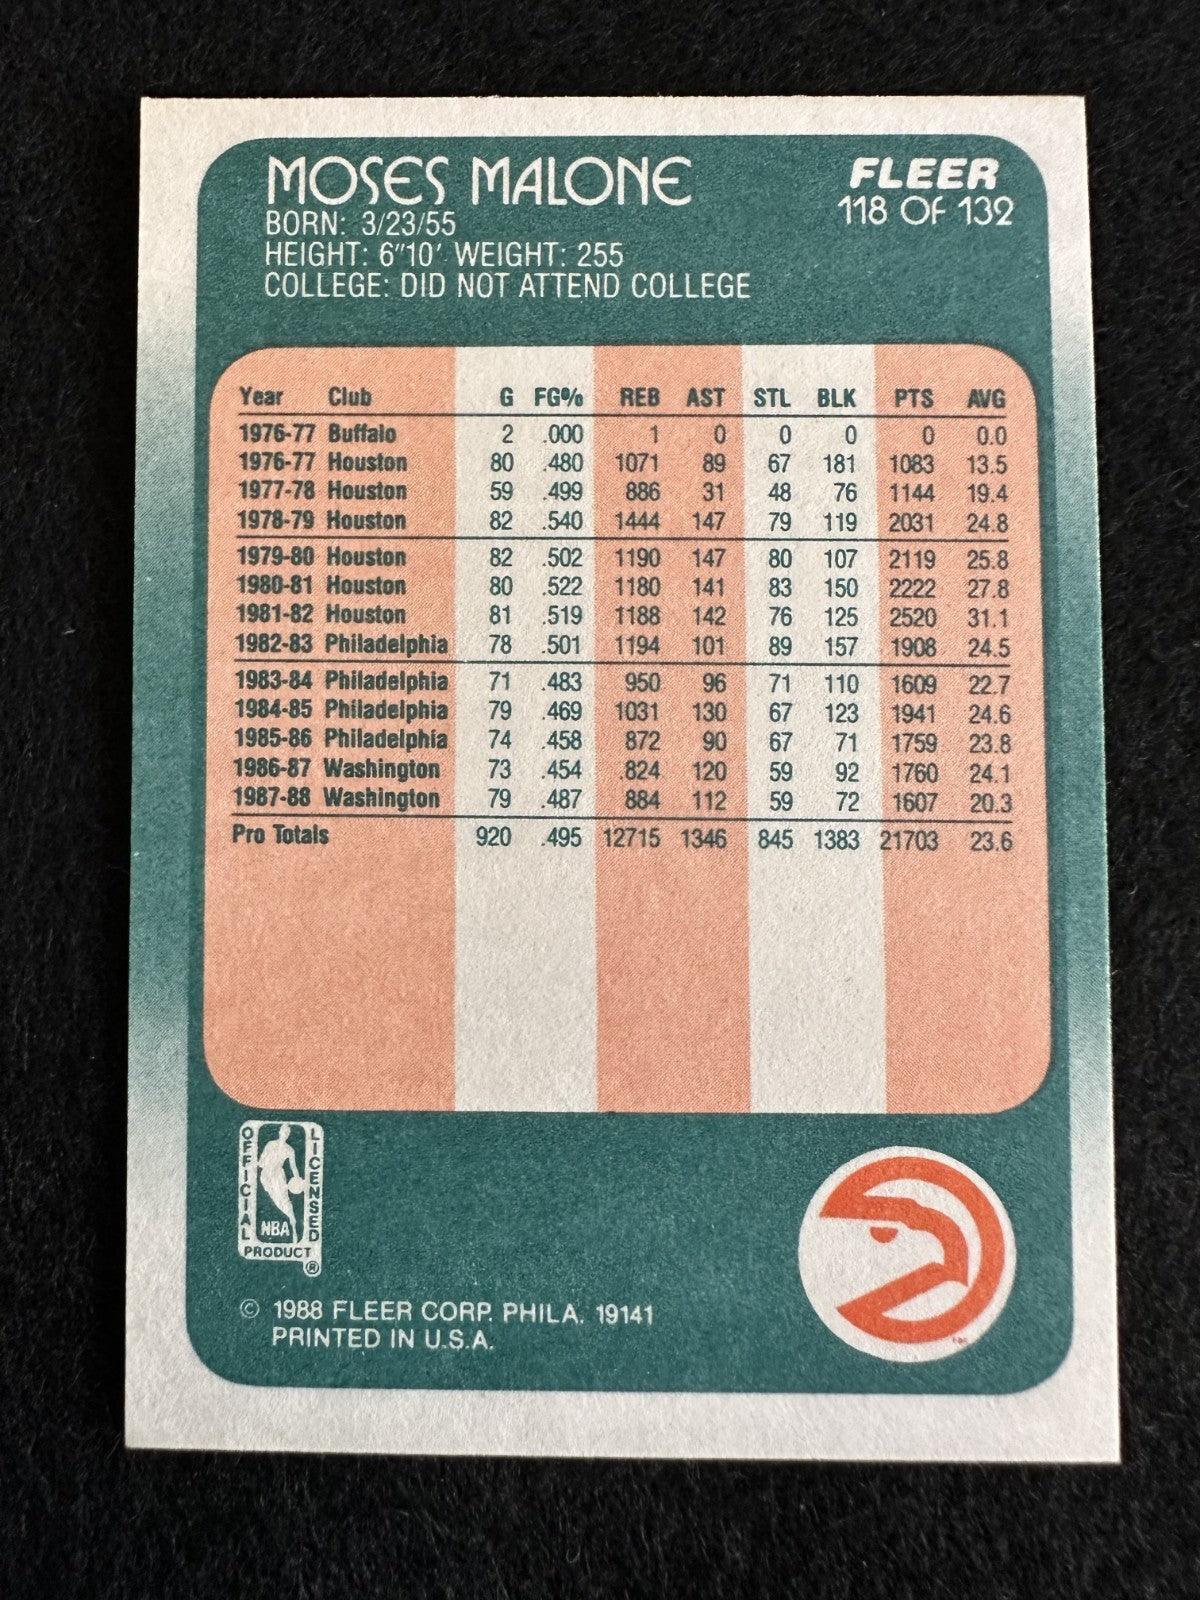 MOSES MALONE
FLEER
118 OF 132
BORN: 3/23/55
HEIGHT: 6"10' WEIGHT: 255
COLLEGE: DID NOT ATTEND COLLEGE
Year Club G FG% REB AST STL BLK PTS AVG
1976-77 Buffalo 2 .000 1 0 0 0 0 0.0
1976-77 Houston 80 .480 1071 89 67 181 1083 13.5
1977-78 Houston 59 .499 886 31 48 76 1144 19.4
1978-79 Houston 82 .540 1444 147 79 119 2031 24.8
1979-80 Houston 82 .502 1190 147 80 107 2119 25.8
1980-81 Houston 80 .522 1180 141 83 150 2222 27.8
1981-82 Houston 81 .519 1188 142 76 125 2520 31.1
1982-83 Philadelphia 78 .501 1194 101 89 157 1908 24.5
1983-84 Philadelphia 71 .483 950 96 71 110 1609 22.7
1984-85 Philadelphia 79 .469 1031 130 67 123 1941 24.6
1985-86 Philadelphia 74 .458 872 90 67 71 1759 23.8
1986-87 Washington 73 .454 .824 120 59 92 1760 24.1
1987-88 Washington 79 .487 884 112 59 72 1607 20.3
Pro Totals 920 .495 12715 1346 845 1383 21703 23.6
OFFICIAL
LICENSED
NBA
PRODUCT
®
© 1988 FLEER CORP. PHILA. 19141
PRINTED IN U.S.A.